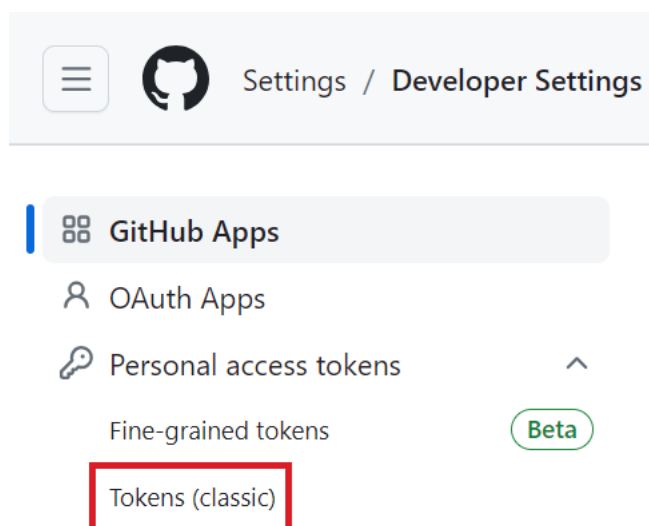 Settings / Developer Settings
GitHub Apps
OAuth Apps
Personal access tokens
Fine-grained tokens Beta
Tokens (classic)